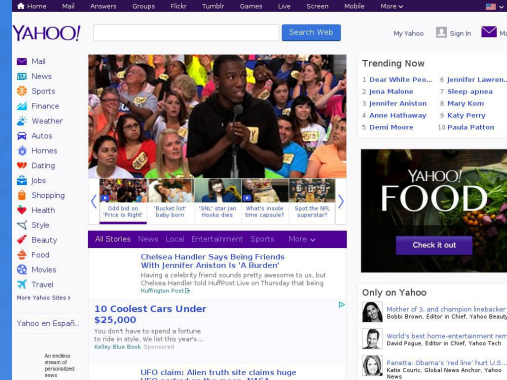 Home Mail Answers Groups Flickr Tumblr Games Live Screen Mobile More
YAHOO!
Search Web
My Yahoo Sign in
Mail
News
Sports
Finance
Weather
Autos
Homes
Dating
Jobs
Shopping
Health
Style
Beauty
Food
Movies
Travel
More Yahoo Sites >
Yahoo en Españ..
An endless
stream of
personalized
news
Odd bid on
'Price Is Right'
'Bucket list'
baby born
'SNL' star Jan
Hooks dies
What's inside
time capsule?
Spot the NFL
superstar?
All Stories News Local Entertainment Sports More
Chelsea Handler Says Being Friends
With Jennifer Aniston Is 'A Burden'
Having a celebrity friend sounds pretty awesome to us, but
Chelsea Handler told HuffPost Live on Thursday that being
Huffington Post
10 Coolest Cars Under
$25,000
You don't have to spend a fortune
to ride in style. We list this year's...
Kelley Blue Book Sponsored
UFO claim: Alien truth site claims huge
Trending Now
1 Dear White Peo...
2 Jena Malone
3 Jennifer Aniston
4 Anne Hathaway
5 Demi Moore
6 Jennifer Lawren...
7 Sleep apnea
8 Mary Kom
9 Katy Perry
10 Paula Patton
YAHOO!
FOOD
Check it out
Only on Yahoo
Mother of 3, and champion linebacker
Bobbi Brown, Editor in Chief, Yahoo Beauty
World's best home-entertainment rem
David Pogue, Editor in Chief, Yahoo Tech
Panetta: Obama's 'red line' hurt U.S...
Katie Couric, Global News Anchor, Yahoo
News